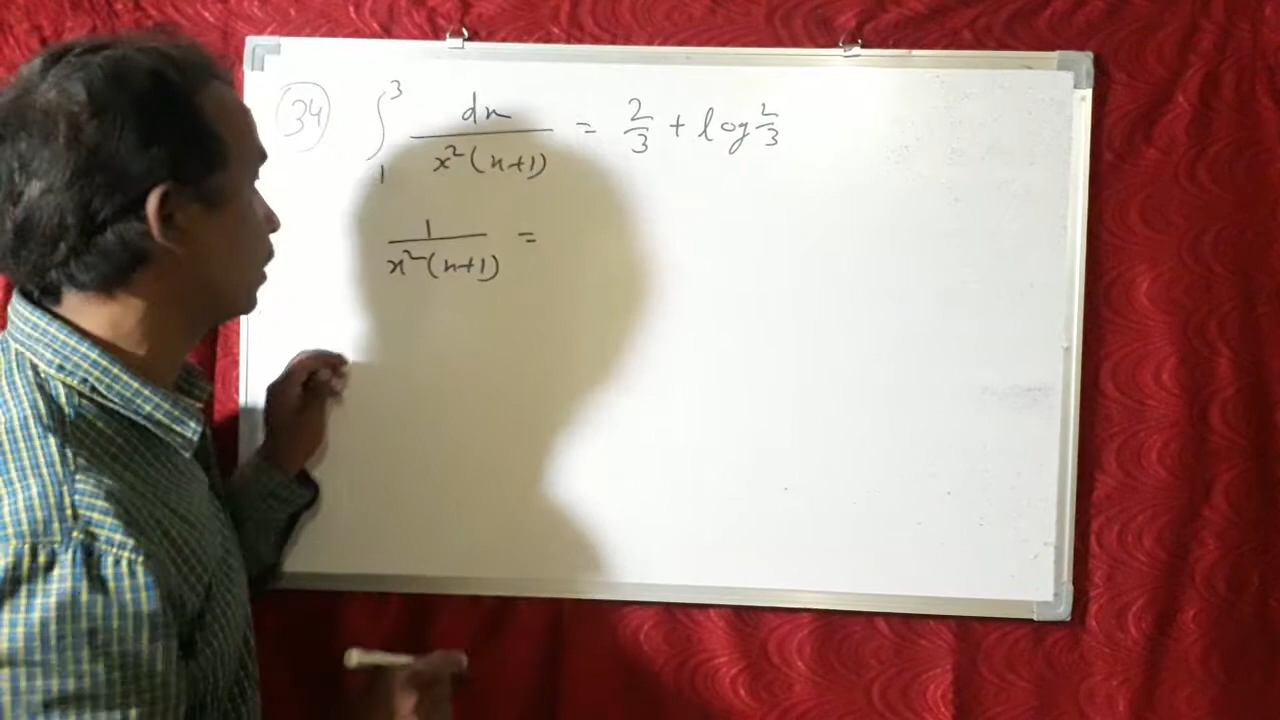 34 ∫₁³ dx / x²(x+1) = 2/3 + log 2/3
1 / x²(x+1) =